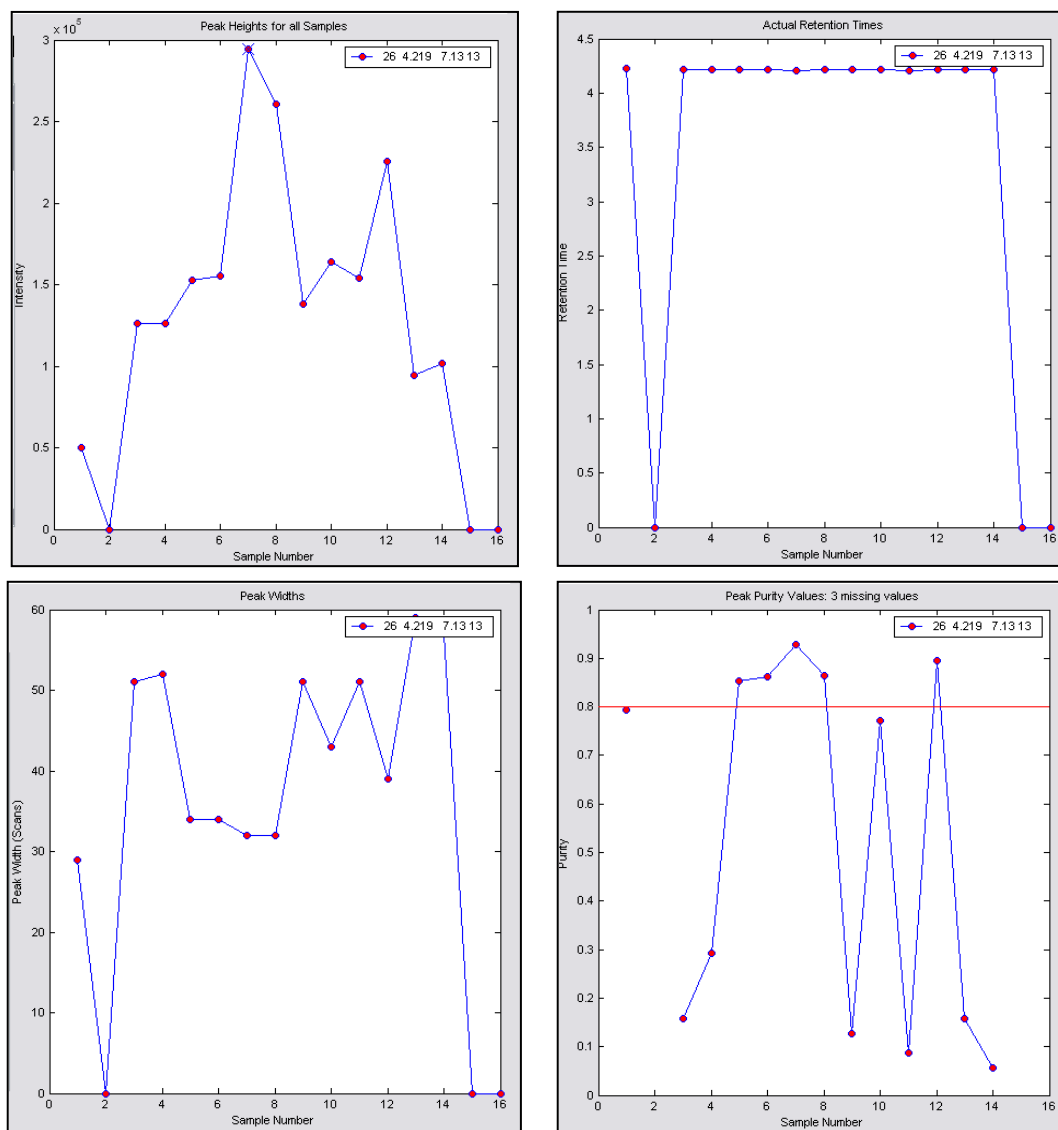 Peak Heights for all Samples
× 10⁵
26 4.219 7.13 13
3
2.5
2
1.5
1
0.5
0
Intensity
0 2 4 6 8 10 12 14 16
Sample Number
Actual Retention Times
26 4.219 7.13 13
4.5
4
3.5
3
2.5
2
1.5
1
0.5
0
Retention Time
0 2 4 6 8 10 12 14 16
Sample Number
Peak Widths
26 4.219 7.13 13
60
50
40
30
20
10
0
Peak Width (Scans)
0 2 4 6 8 10 12 14 16
Sample Number
Peak Purity Values: 3 missing values
26 4.219 7.13 13
1
0.9
0.8
0.7
0.6
0.5
0.4
0.3
0.2
0.1
0
Purity
0 2 4 6 8 10 12 14 16
Sample Number